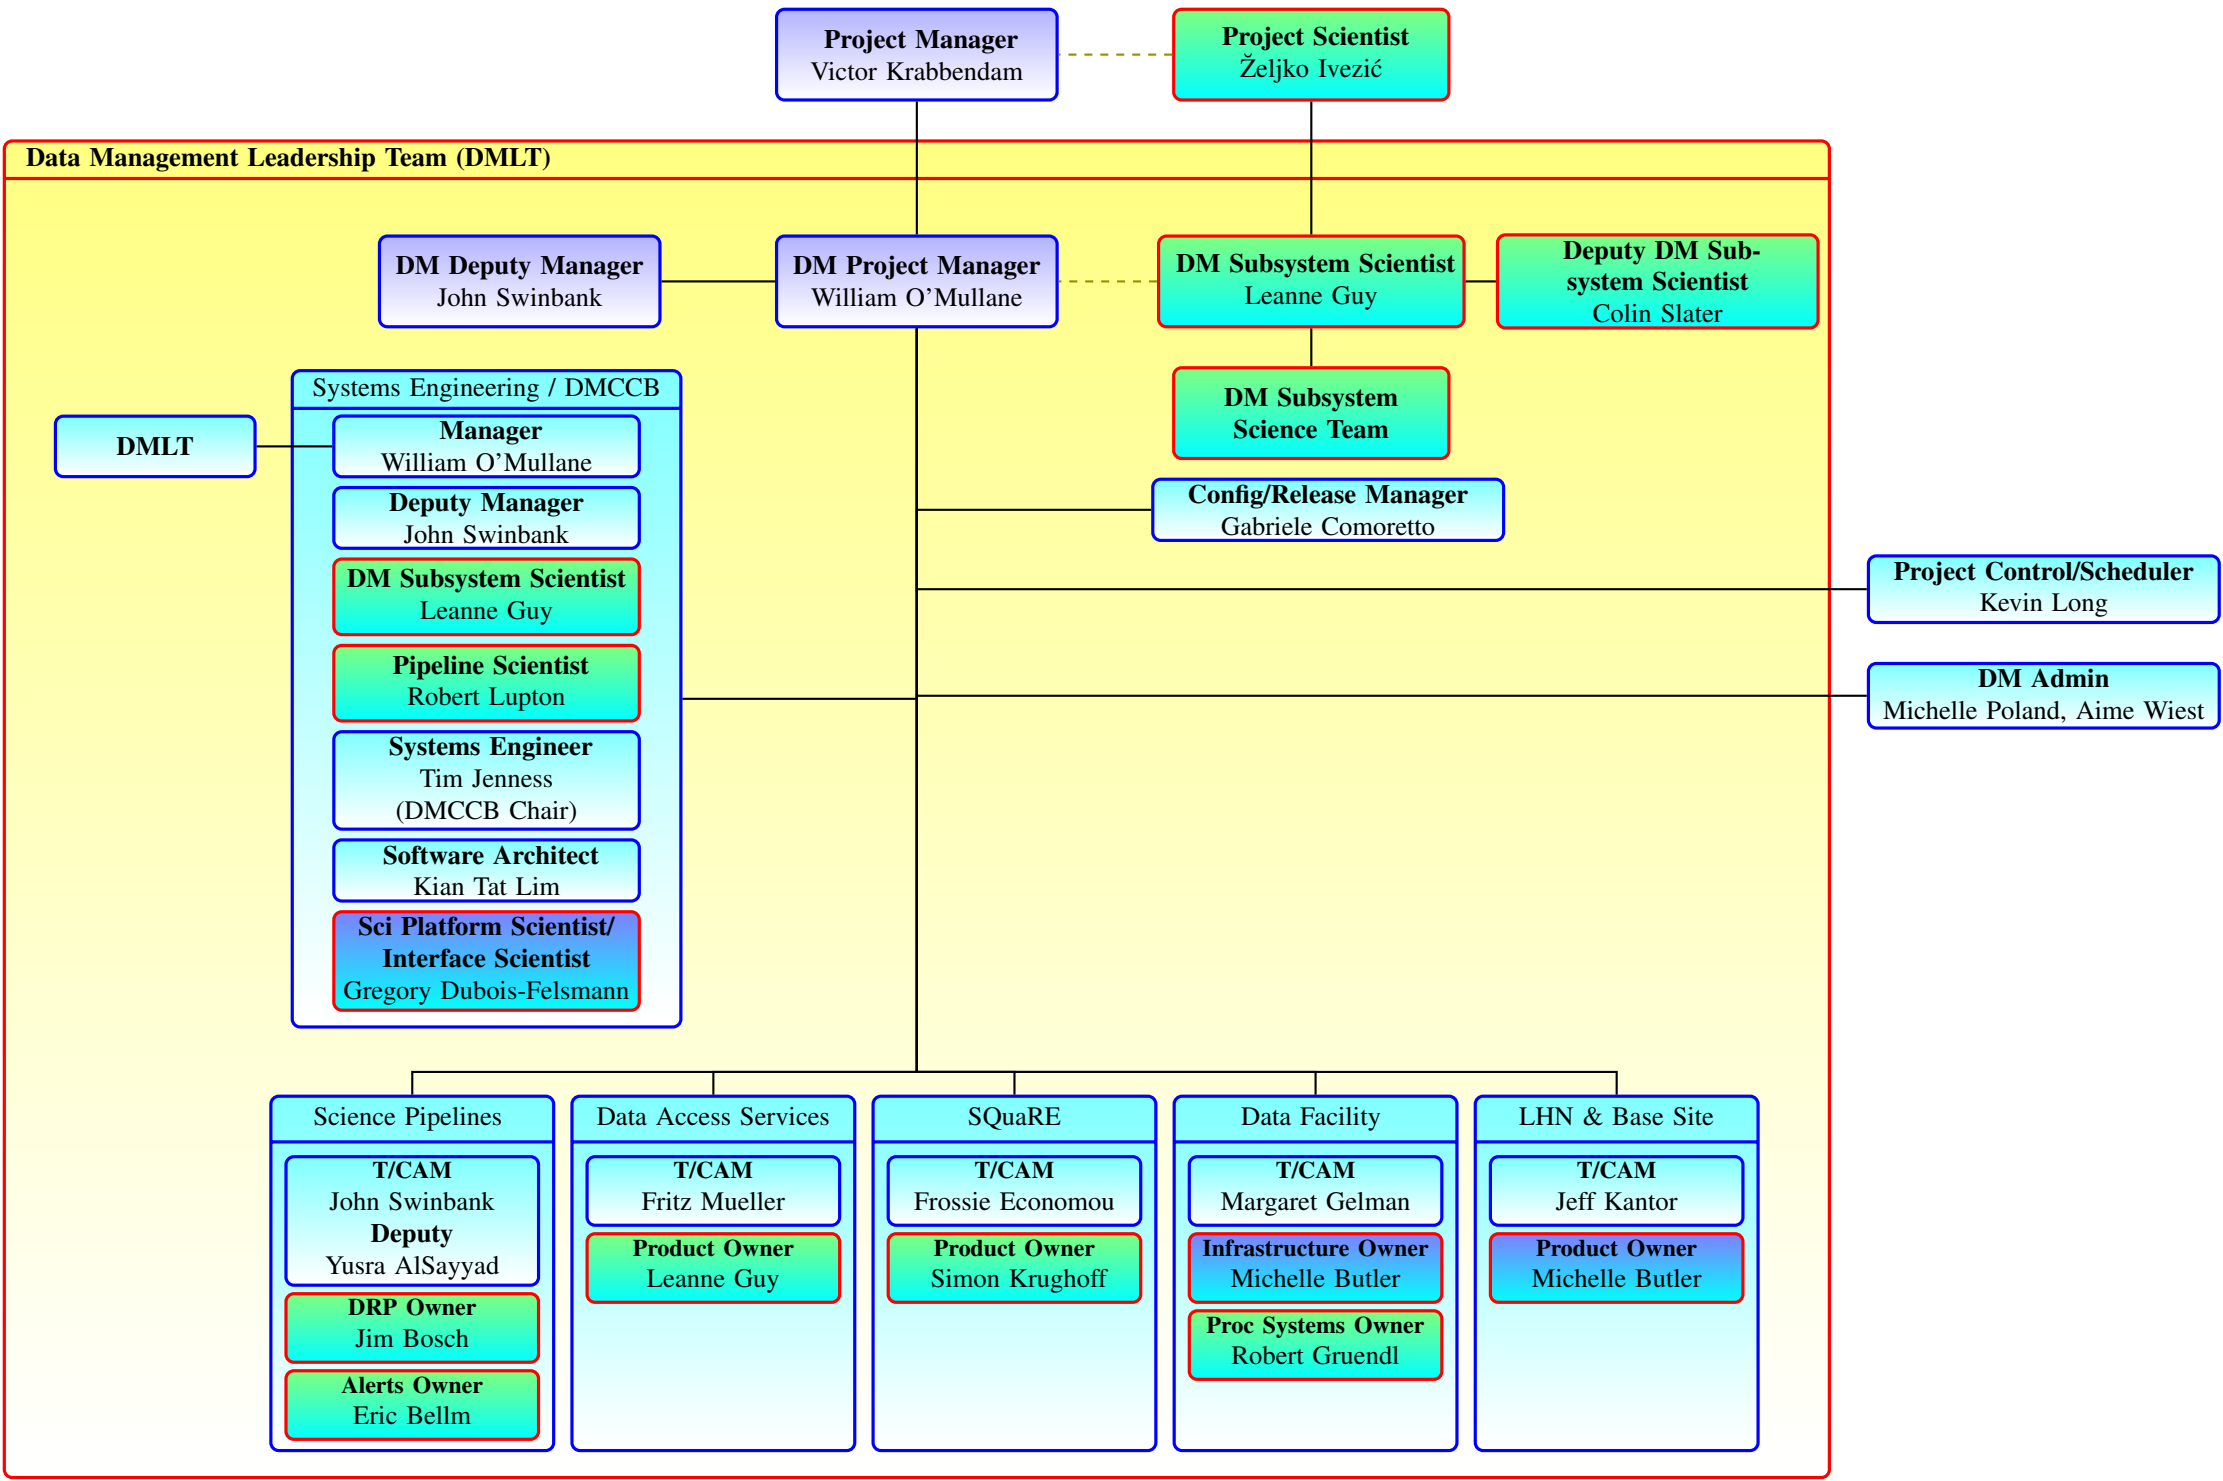 Project Manager
Victor Krabbendam
Project Scientist
Željko Ivezić
Data Management Leadership Team (DMLT)
DM Deputy Manager
John Swinbank
DM Project Manager
William O’Mullane
DM Subsystem Scientist
Leanne Guy
Deputy DM Sub-
system Scientist
Colin Slater
DM Subsystem
Science Team
Systems Engineering / DMCCB
DMLT
Manager
William O’Mullane
Deputy Manager
John Swinbank
DM Subsystem Scientist
Leanne Guy
Pipeline Scientist
Robert Lupton
Systems Engineer
Tim Jenness
(DMCCB Chair)
Software Architect
Kian Tat Lim
Sci Platform Scientist/
Interface Scientist
Gregory Dubois-Felsmann
Config/Release Manager
Gabriele Comoretto
Project Control/Scheduler
Kevin Long
DM Admin
Michelle Poland, Aime Wiest
Science Pipelines
T/CAM
John Swinbank
Deputy
Yusra AlSayyad
DRP Owner
Jim Bosch
Alerts Owner
Eric Bellm
Data Access Services
T/CAM
Fritz Mueller
Product Owner
Leanne Guy
SQuaRE
T/CAM
Frossie Economou
Product Owner
Simon Krughoff
Data Facility
T/CAM
Margaret Gelman
Infrastructure Owner
Michelle Butler
Proc Systems Owner
Robert Gruendl
LHN & Base Site
T/CAM
Jeff Kantor
Product Owner
Michelle Butler